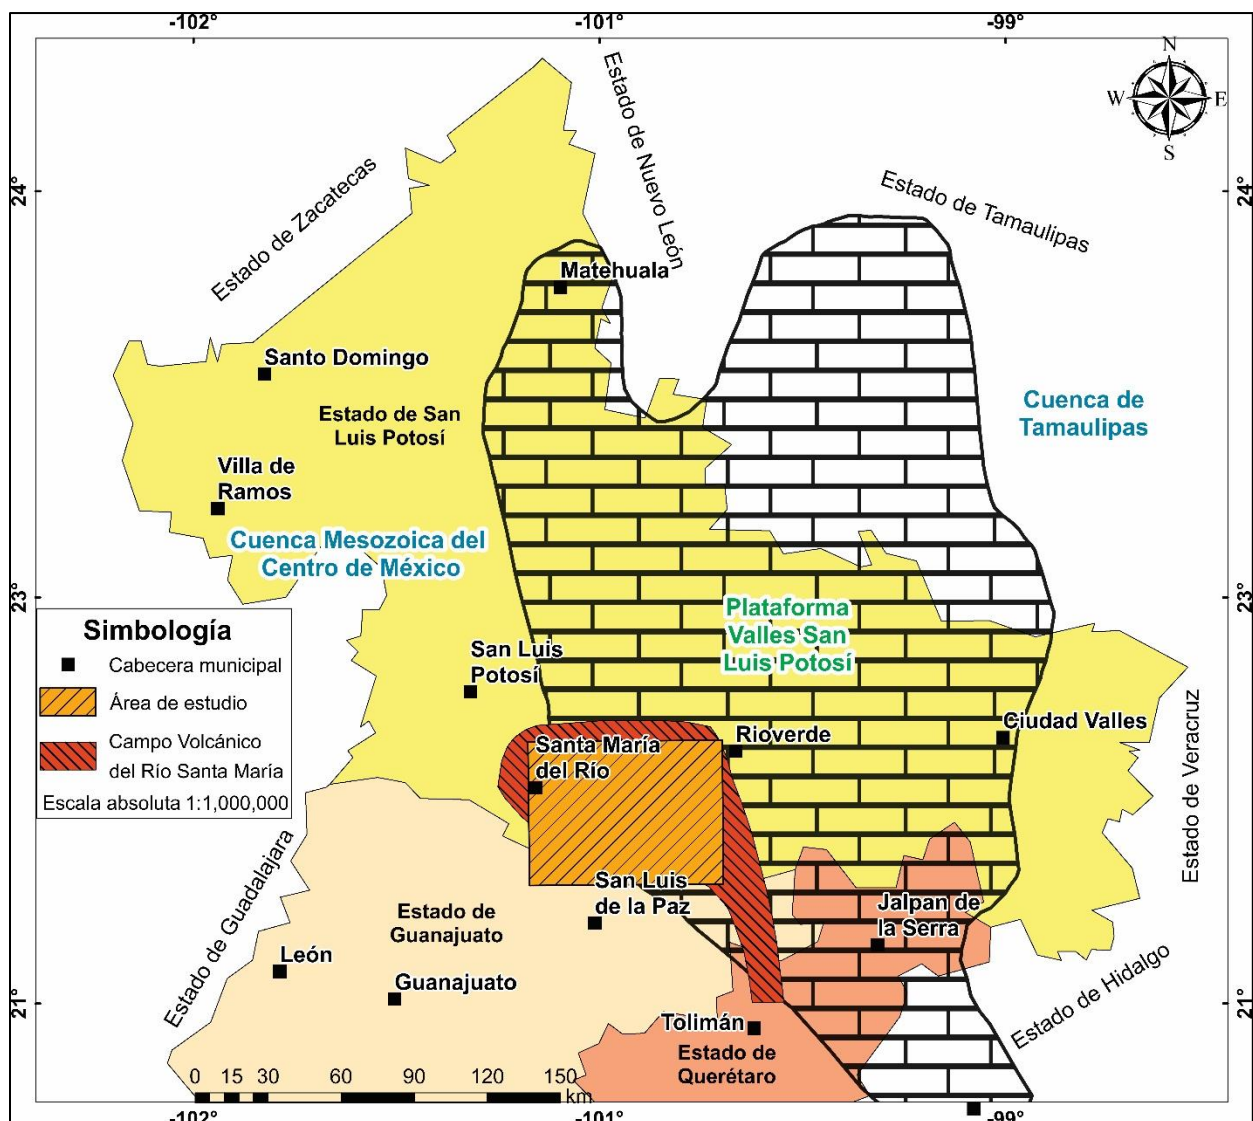 -102°
-101°
-99°
N
W
E
S
24°
24°
Estado de Nuevo León
Estado de Zacatecas
Estado de Tamaulipas
Matehuala
Santo Domingo
Estado de San
Luis Potosí
Cuenca de
Tamaulipas
Villa de
Ramos
Cuenca Mesozoica del
Centro de México
23°
23°
Plataforma
Valles San
Luis Potosí
Simbología
Cabecera municipal
Área de estudio
Campo Volcánico
del Río Santa María
Escala absoluta 1:1,000,000
San Luis
Potosí
Santa María
del Río
Rioverde
Ciudad Valles
Estado de Veracruz
Estado de Guadalajara
San Luis
de la Paz
Estado de
Guanajuato
Jalpan de
la Serra
León
Guanajuato
Estado de Hidalgo
21°
21°
Tolimán
Estado de
Querétaro
0 15 30 60 90 120 150
km
-102°
-101°
-99°